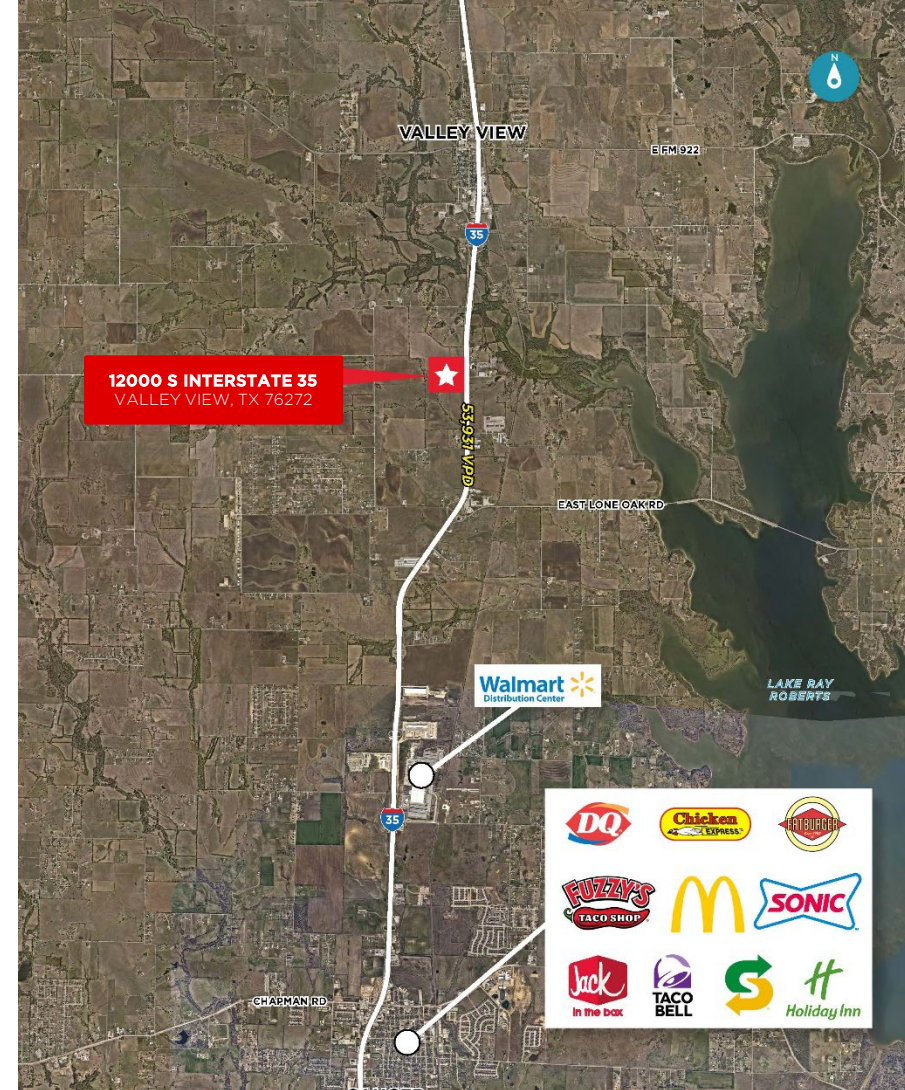 N
VALLEY VIEW
E FM 922
35
12000 S INTERSTATE 35
VALLEY VIEW, TX 76272
53,931 VPD
EAST LONE OAK RD
Walmart
Distribution Center
LAKE RAY
ROBERTS
35
DQ
Chicken
EXPRESS
FATBURGER
FUZZY'S
TACO SHOP
SONIC
Jack
in the box
TACO
BELL
Holiday Inn
CHAPMAN RD